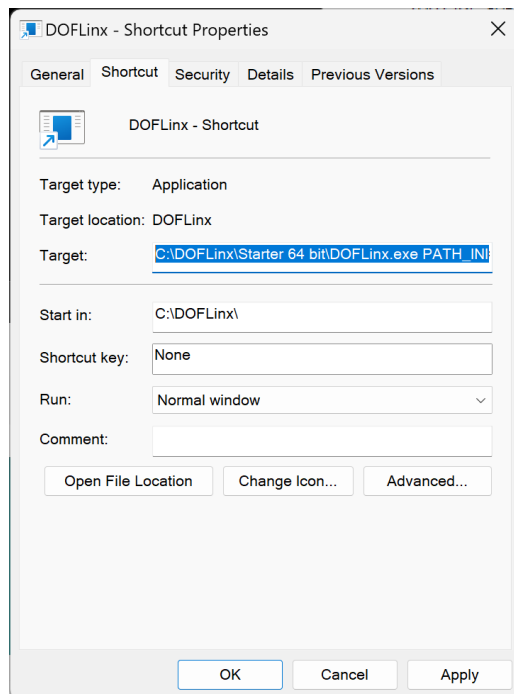 DOFLinx - Shortcut Properties
General Shortcut Security Details Previous Versions
DOFLinx - Shortcut
Target type: Application
Target location: DOFLinx
Target: C:\DOFLinx\Starter 64 bit\DOFLinx.exe PATH_INI
Start in: C:\DOFLinx\
Shortcut key: None
Run: Normal window
Comment:
Open File Location Change Icon... Advanced...
OK Cancel Apply